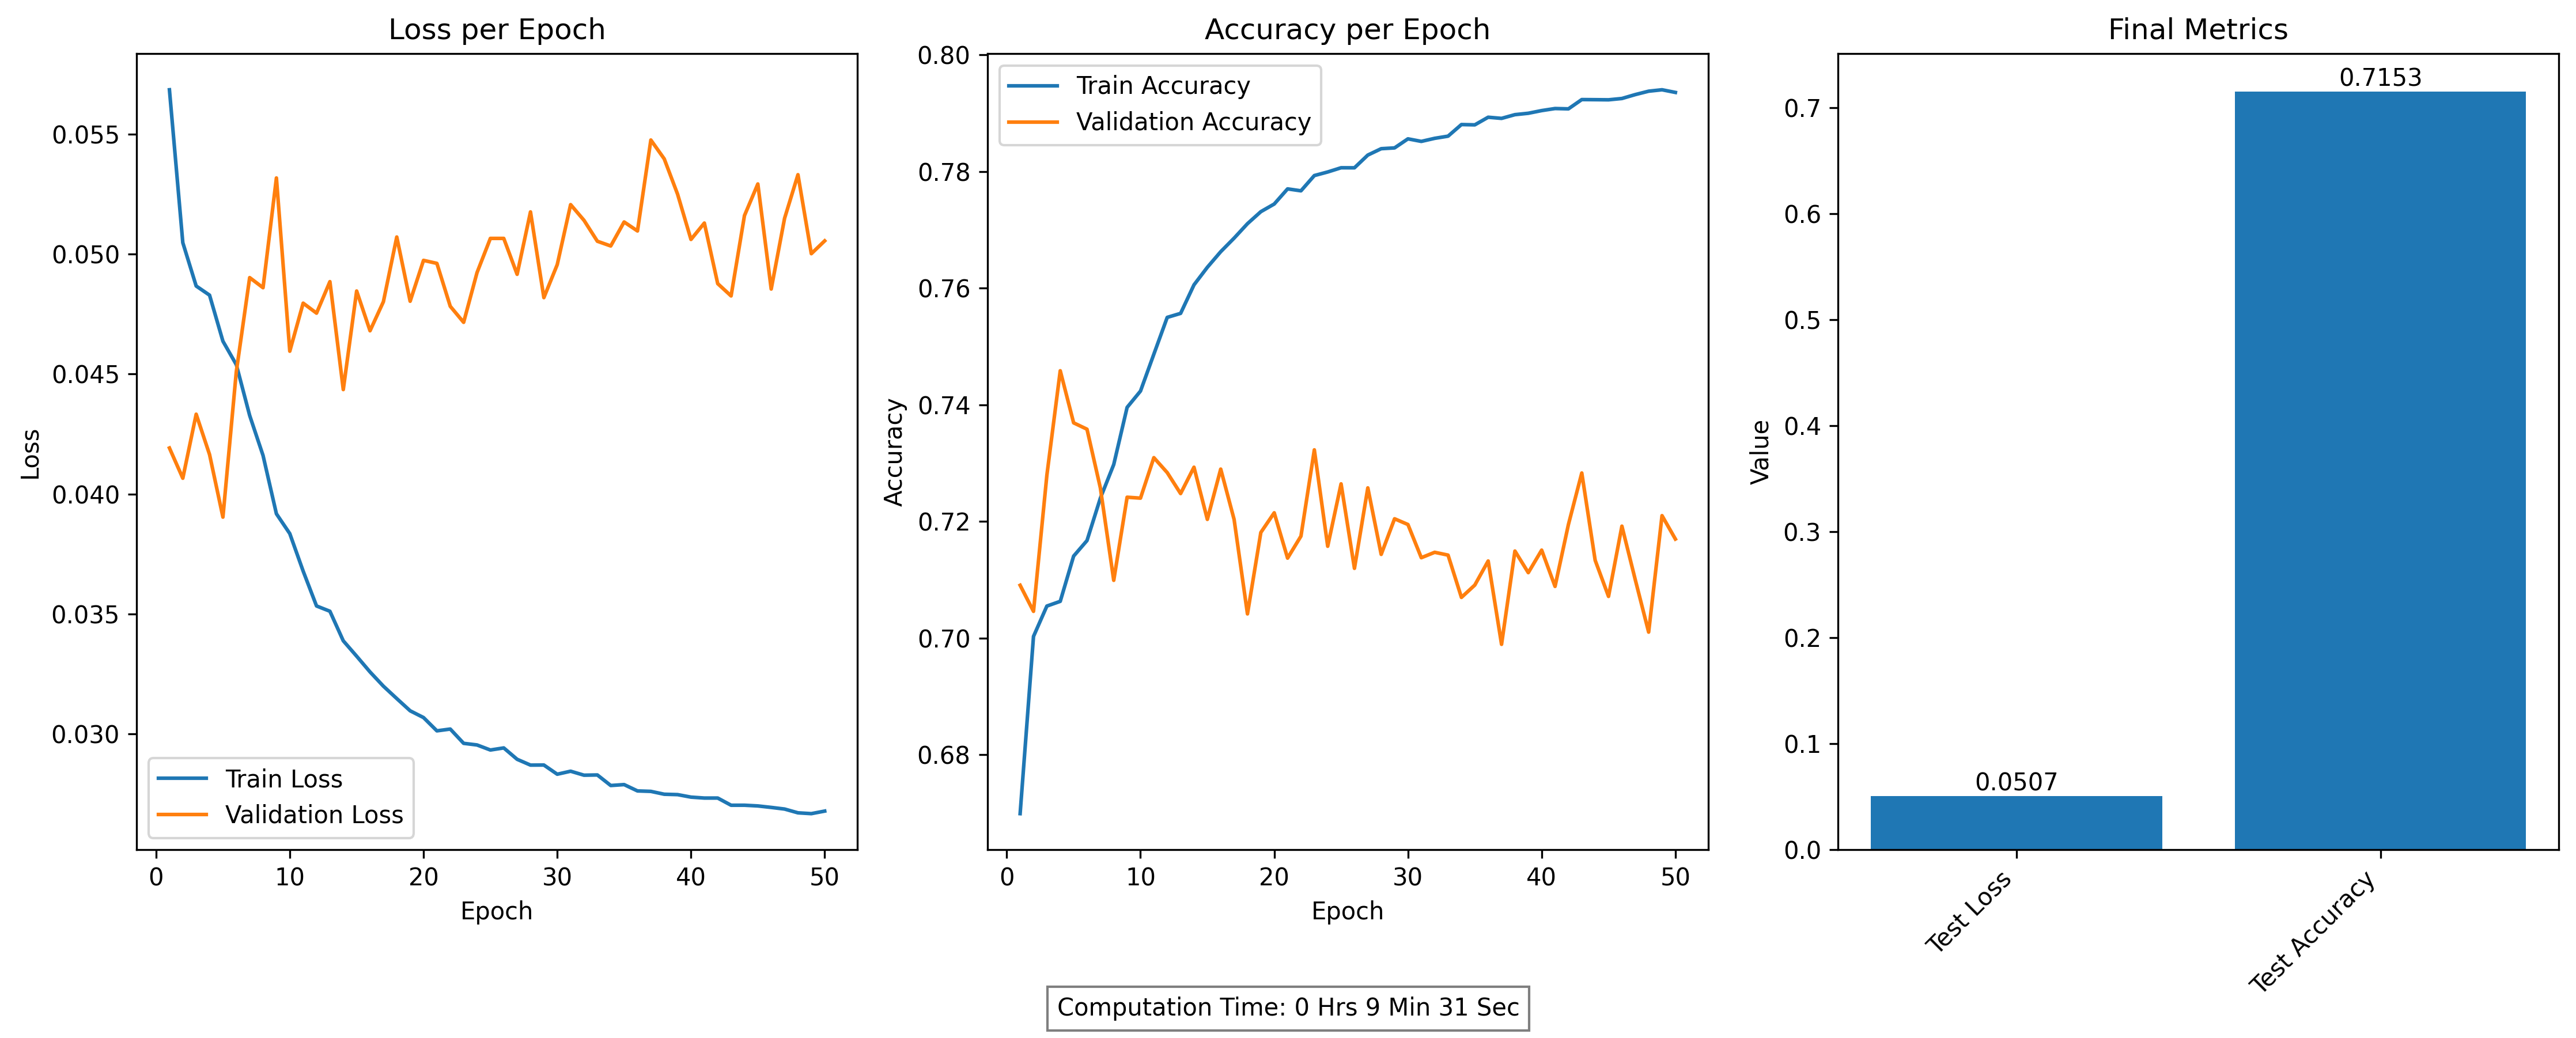 Loss per Epoch
Loss
0.055
0.050
0.045
0.040
0.035
0.030
Train Loss
Validation Loss
0
10
20
30
40
50
Epoch
Accuracy per Epoch
Accuracy
0.80
0.78
0.76
0.74
0.72
0.70
0.68
Train Accuracy
Validation Accuracy
0
10
20
30
40
50
Epoch
Final Metrics
Value
0.7
0.6
0.5
0.4
0.3
0.2
0.1
0.0
0.0507
0.7153
Test Loss
Test Accuracy
Computation Time: 0 Hrs 9 Min 31 Sec